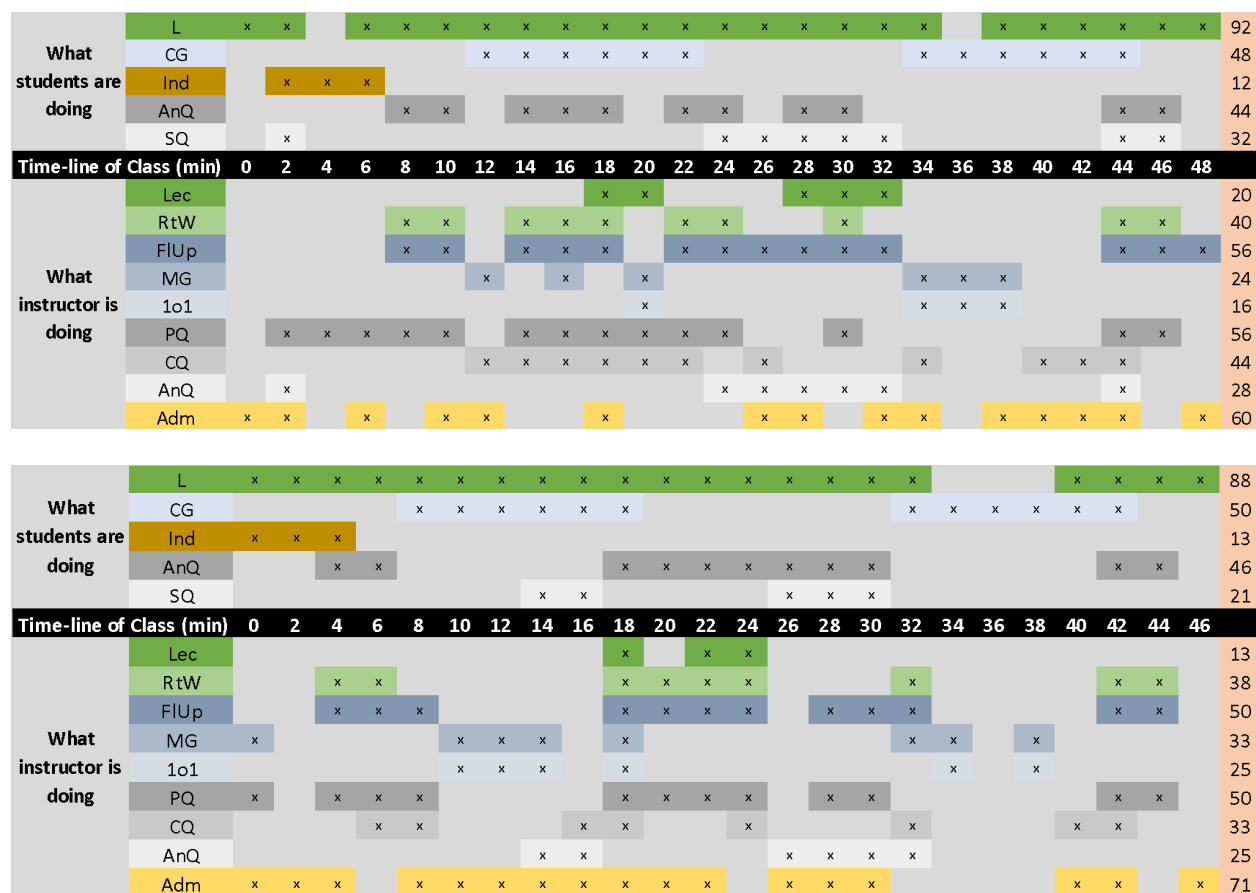 L x x x x x x x x x x x x x x x x x x x x x x x 92
What
students are
doing
CG x x x x x x x x x x x x 48
Ind x x x 12
AnQ x x x x x x x x x x x 44
SQ x x x x x x x x 32
Time-line of Class (min) 0 2 4 6 8 10 12 14 16 18 20 22 24 26 28 30 32 34 36 38 40 42 44 46 48
Lec x x x x x 20
RtW x x x x x x x x x x 40
FlUp x x x x x x x x x x x x x x 56
What
instructor is
doing
MG x x x x x x 24
1o1 x x x x 16
PQ x x x x x x x x x x x x x x 56
CQ x x x x x x x x x x x 44
AnQ x x x x x x x 28
Adm x x x x x x x x x x x x x x x 60
L x x x x x x x x x x x x x x x x x x x x x 88
What
students are
doing
CG x x x x x x x x x x x x 50
Ind x x x 13
AnQ x x x x x x x x x x x 46
SQ x x x x x 21
Time-line of Class (min) 0 2 4 6 8 10 12 14 16 18 20 22 24 26 28 30 32 34 36 38 40 42 44 46
Lec x x x 13
RtW x x x x x x x x x 38
FlUp x x x x x x x x x x x x 50
What
instructor is
doing
MG x x x x x x x x 33
1o1 x x x x x x 25
PQ x x x x x x x x x x x x 50
CQ x x x x x x x x 33
AnQ x x x x x x 25
Adm x x x x x x x x x x x x x x x x x 71